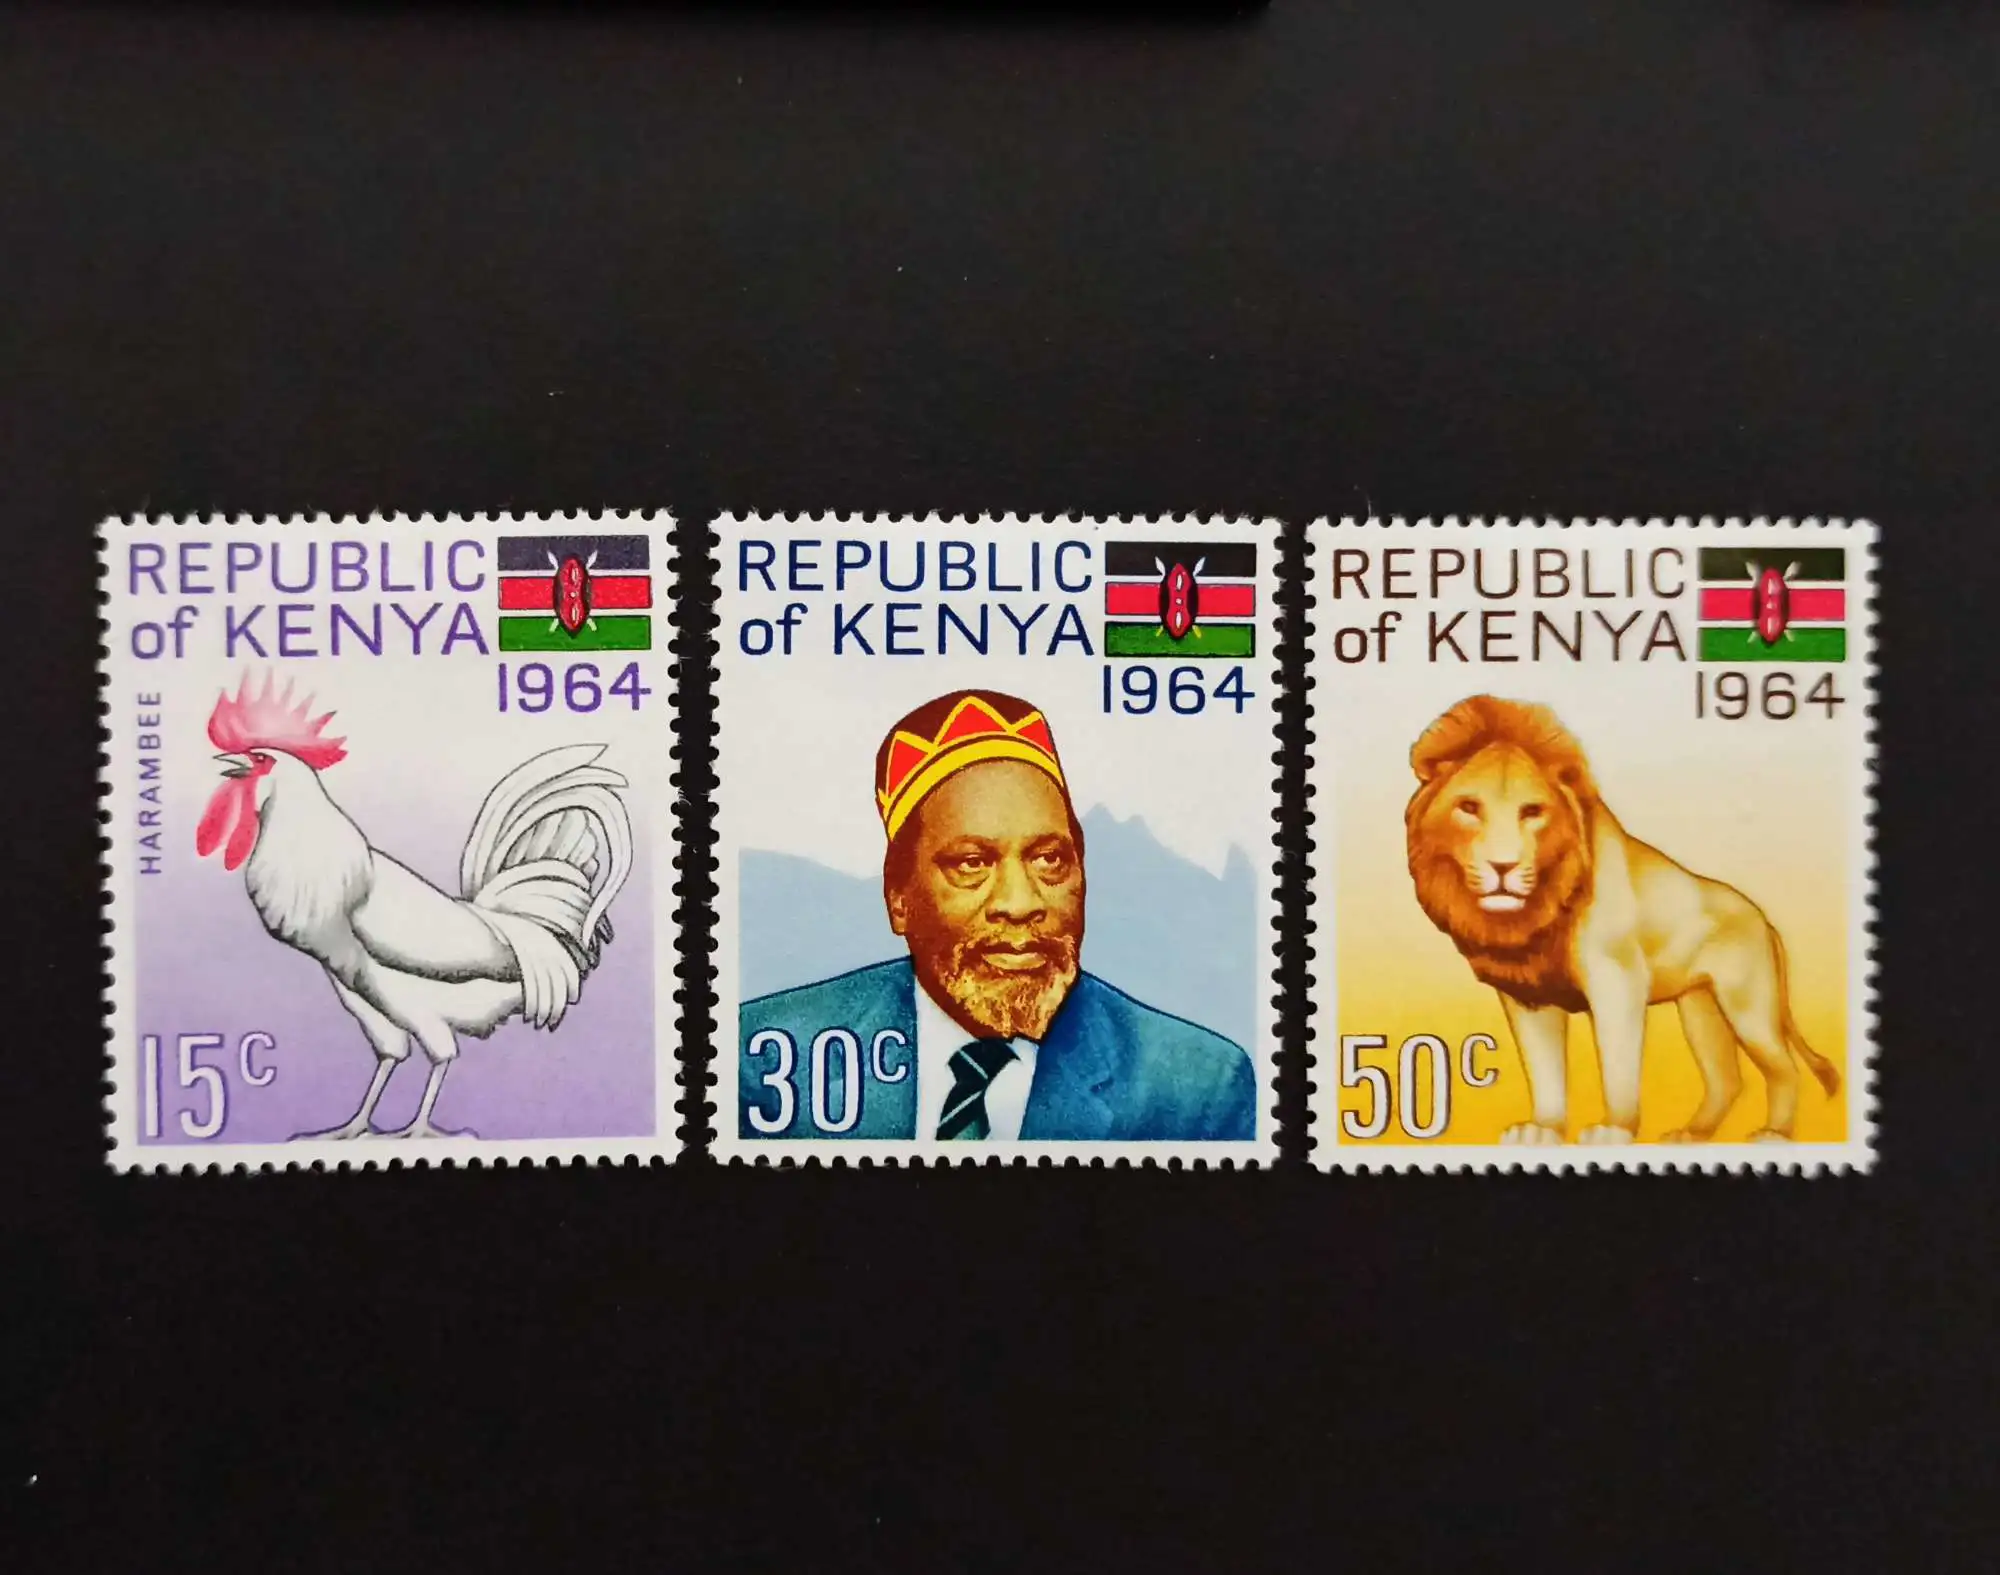 REPUBLIC
of KENYA
1964
HARAMBEE
15c
REPUBLIC
of KENYA
1964
30c
REPUBLIC
of KENYA
1964
50c